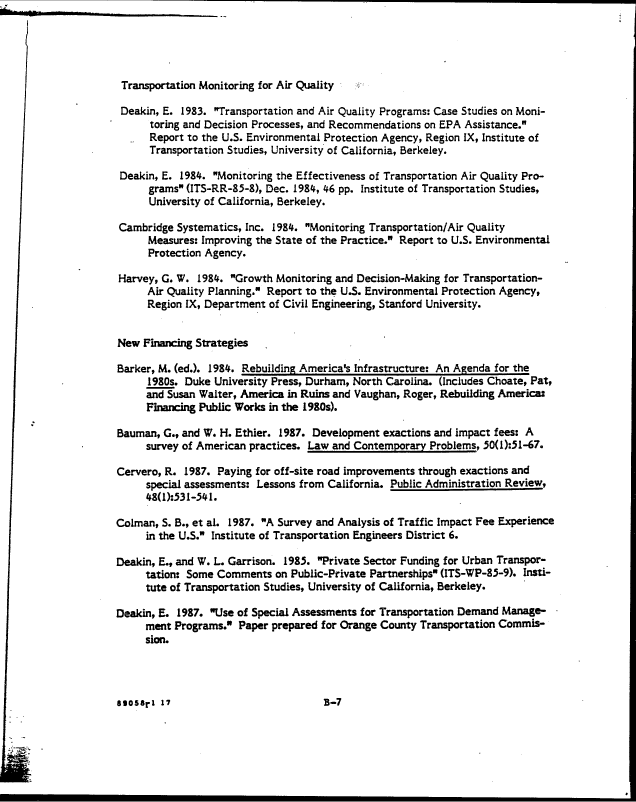 Transportation Monitoring for Air Quality
Deakin, E. 1983. "Transportation and Air Quality Programs: Case Studies on Moni-
toring and Decision Processes, and Recommendations on EPA Assistance."
Report to the U.S. Environmental Protection Agency, Region IX, Institute of
Transportation Studies, University of California, Berkeley.
Deakin, E. 1984. "Monitoring the Effectiveness of Transportation Air Quality Pro-
grams" (ITS-RR-85-8), Dec. 1984, 46 pp. Institute of Transportation Studies,
University of California, Berkeley.
Cambridge Systematics, Inc. 1984. "Monitoring Transportation/Air Quality
Measures: Improving the State of the Practice." Report to U.S. Environmental
Protection Agency.
Harvey, G. W. 1984. "Growth Monitoring and Decision-Making for Transportation-
Air Quality Planning." Report to the U.S. Environmental Protection Agency,
Region IX, Department of Civil Engineering, Stanford University.
New Financing Strategies
Barker, M. (ed.). 1984. Rebuilding America's Infrastructure: An Agenda for the
1980s. Duke University Press, Durham, North Carolina. (Includes Choate, Pat,
and Susan Walter, America in Ruins and Vaughan, Roger, Rebuilding America:
Financing Public Works in the 1980s).
Bauman, G., and W. H. Ethier. 1987. Development exactions and impact fees: A
survey of American practices. Law and Contemporary Problems, 50(1):51-67.
Cervero, R. 1987. Paying for off-site road improvements through exactions and
special assessments: Lessons from California. Public Administration Review,
48(1):531-541.
Colman, S. B., et al. 1987. "A Survey and Analysis of Traffic Impact Fee Experience
in the U.S." Institute of Transportation Engineers District 6.
Deakin, E., and W. L. Garrison. 1985. "Private Sector Funding for Urban Transpor-
tation: Some Comments on Public-Private Partnerships" (ITS-WP-85-9). Insti-
tute of Transportation Studies, University of California, Berkeley.
Deakin, E. 1987. "Use of Special Assessments for Transportation Demand Manage-
ment Programs." Paper prepared for Orange County Transportation Commis-
sion.
89058r1 17
B-7